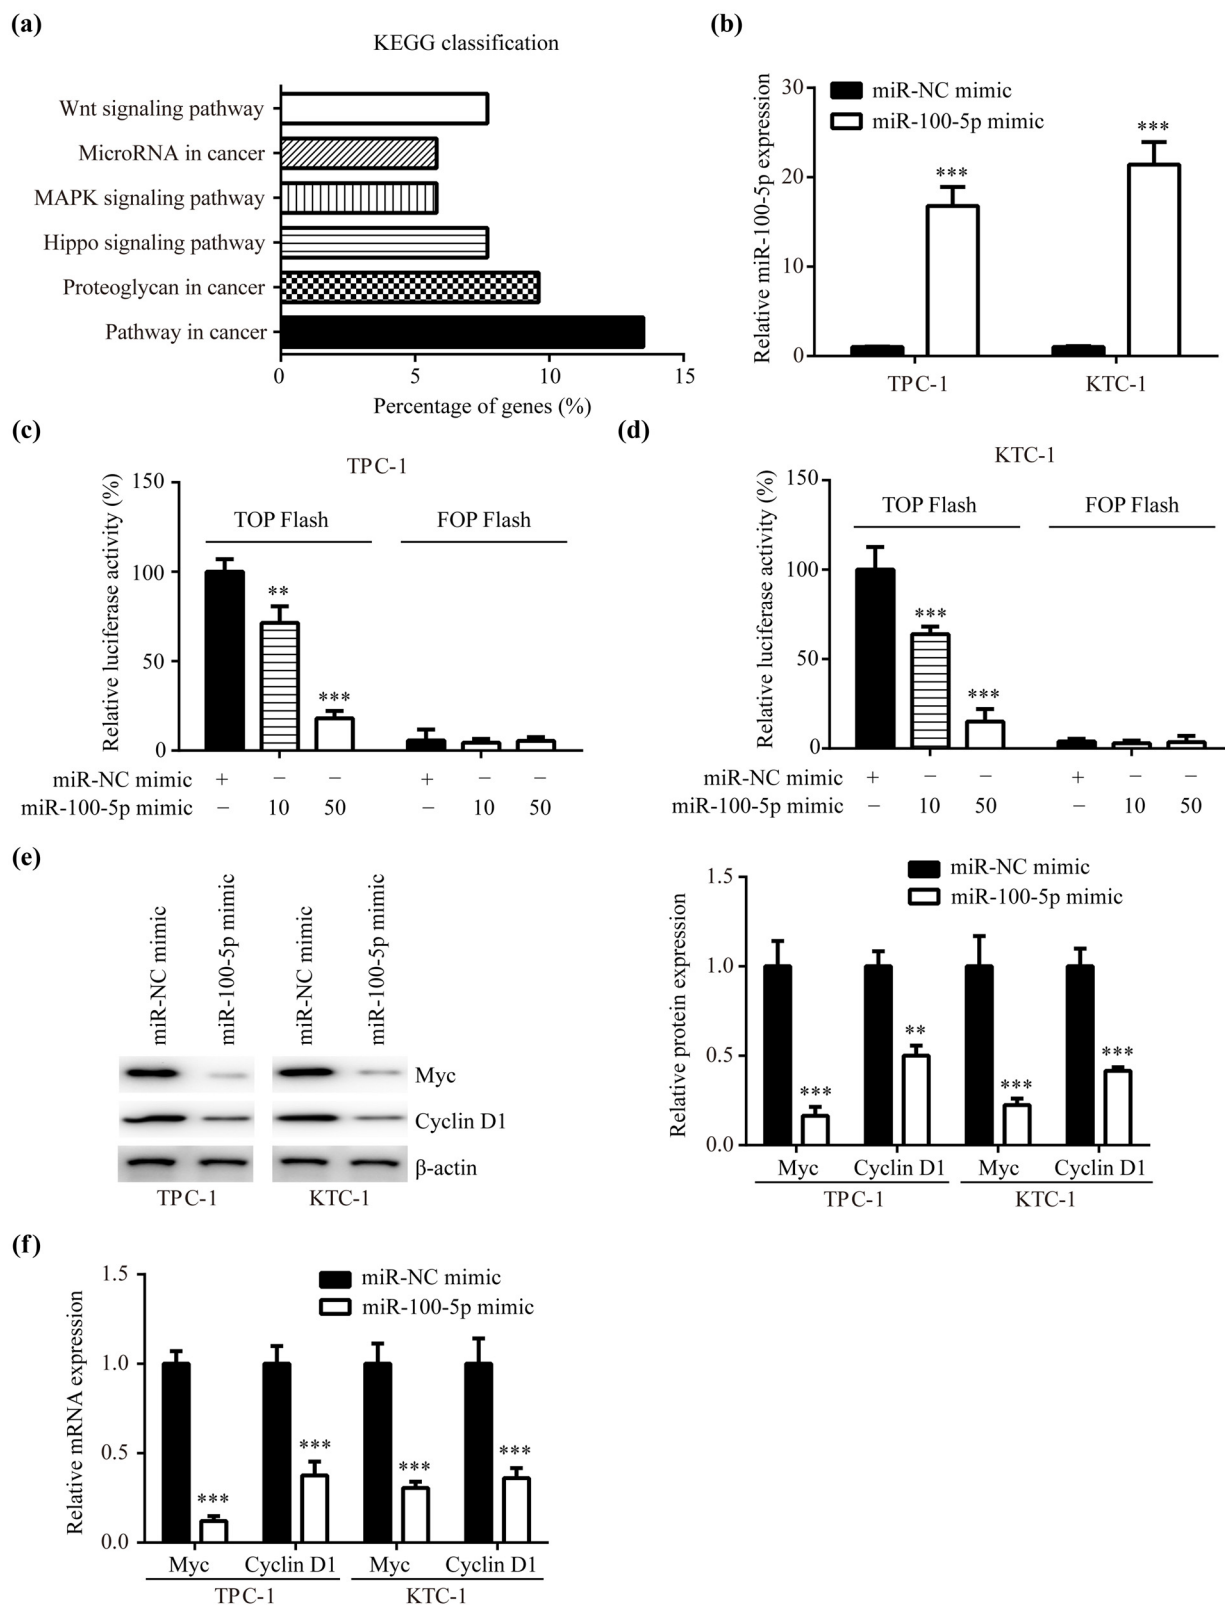 (a)
KEGG classification
Wnt signaling pathway
MicroRNA in cancer
MAPK signaling pathway
Hippo signaling pathway
Proteoglycan in cancer
Pathway in cancer
0 5 10 15
Percentage of genes (%)
(b)
Relative miR-100-5p expression
30
20
10
0
miR-NC mimic
miR-100-5p mimic
***
***
TPC-1 KTC-1
(c)
TPC-1
Relative luciferase activity (%)
150
100
50
0
TOP Flash FOP Flash
**
***
miR-NC mimic + − − + − −
miR-100-5p mimic − 10 50 − 10 50
(d)
KTC-1
Relative luciferase activity (%)
150
100
50
0
TOP Flash FOP Flash
***
***
miR-NC mimic + − − + − −
miR-100-5p mimic − 10 50 − 10 50
(e)
miR-NC mimic
miR-100-5p mimic
miR-NC mimic
miR-100-5p mimic
Myc
Cyclin D1
β-actin
TPC-1 KTC-1
Relative protein expression
1.5
1.0
0.5
0.0
miR-NC mimic
miR-100-5p mimic
***
**
***
***
Myc Cyclin D1 Myc Cyclin D1
TPC-1 KTC-1
(f)
Relative mRNA expression
1.5
1.0
0.5
0.0
miR-NC mimic
miR-100-5p mimic
***
***
***
***
Myc Cyclin D1 Myc Cyclin D1
TPC-1 KTC-1